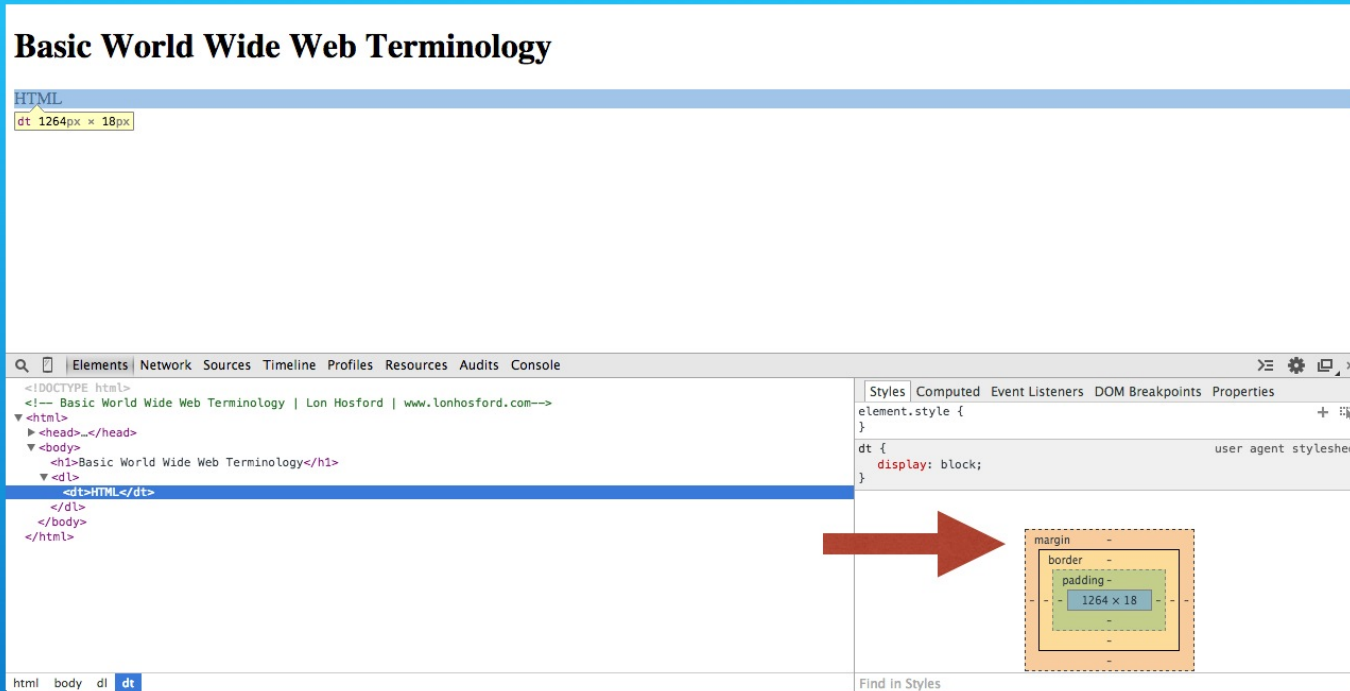 Basic World Wide Web Terminology
HTML
dt 1264px × 18px
Elements Network Sources Timeline Profiles Resources Audits Console
<!DOCTYPE html>
<!-- Basic World Wide Web Terminology | Lon Hosford | www.lonhosford.com-->
▼<html>
▶<head>…</head>
▼<body>
<h1>Basic World Wide Web Terminology</h1>
▼<dl>
<dt>HTML</dt>
</dl>
</body>
</html>
html body dl dt
Styles Computed Event Listeners DOM Breakpoints Properties
element.style {
}
dt { user agent styleshe
display: block;
}
margin -
border -
padding -
- - - 1264 × 18 - - -
-
-
-
Find in Styles